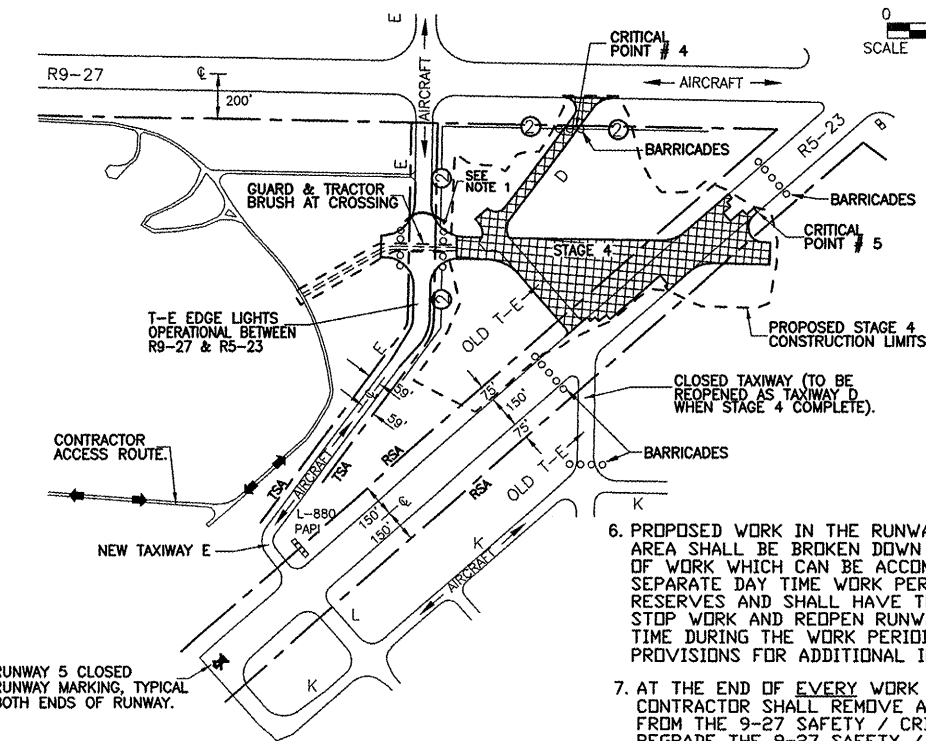 0
SCALE
E
CRITICAL
POINT # 4
R9-27
℄
200'
AIRCRAFT
AIRCRAFT
R5-23
B
2
2
BARRICADES
E
D
SEE
NOTE 1
2
GUARD & TRACTOR
BRUSH AT CROSSING
BARRICADES
CRITICAL
POINT # 5
STAGE 4
2
T-E EDGE LIGHTS
OPERATIONAL BETWEEN
R9-27 & R5-23
OLD T-E
PROPOSED STAGE 4
CONSTRUCTION LIMITS
E
59'
℄
59'
75'
150'
75'
CLOSED TAXIWAY (TO BE
REOPENED AS TAXIWAY D
WHEN STAGE 4 COMPLETE).
CONTRACTOR
ACCESS ROUTE.
TSA
AIRCRAFT
TSA
RSA
RSA
OLD T-E
BARRICADES
K
L-880
PAPI
150'
150'
℄
NEW TAXIWAY E
K
AIRCRAFT
L
K
RUNWAY 5 CLOSED
RUNWAY MARKING, TYPICAL
BOTH ENDS OF RUNWAY.
6. PROPOSED WORK IN THE RUNWA
AREA SHALL BE BROKEN DOWN
OF WORK WHICH CAN BE ACCOM
SEPARATE DAY TIME WORK PER
RESERVES AND SHALL HAVE T
STOP WORK AND REOPEN RUNW
TIME DURING THE WORK PERIO
PROVISIONS FOR ADDITIONAL I
7. AT THE END OF EVERY WORK
CONTRACTOR SHALL REMOVE A
FROM THE 9-27 SAFETY / CRI
REGRADE THE 9-27 SAFETY /